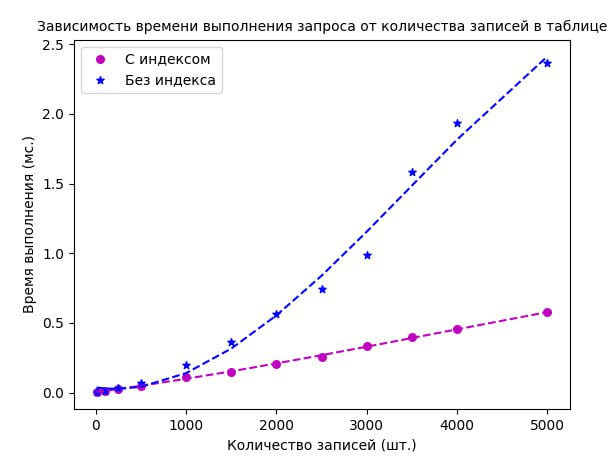 Зависимость времени выполнения запроса от количества записей в таблице
2.5
2.0
1.5
1.0
0.5
0.0
Время выполнения (мс.)
С индексом
Без индекса
0 1000 2000 3000 4000 5000
Количество записей (шт.)